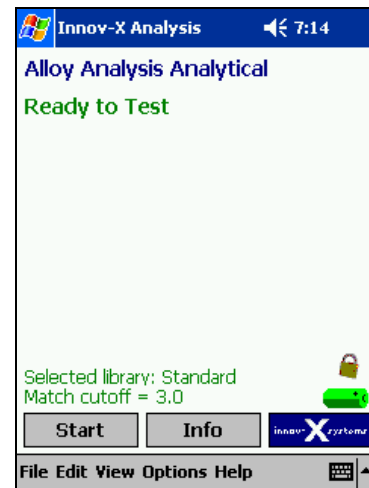 Innov-X Analysis 7:14
Alloy Analysis Analytical
Ready to Test
Selected library: Standard
Match cutoff = 3.0
Start Info innov-X systems
File Edit View Options Help